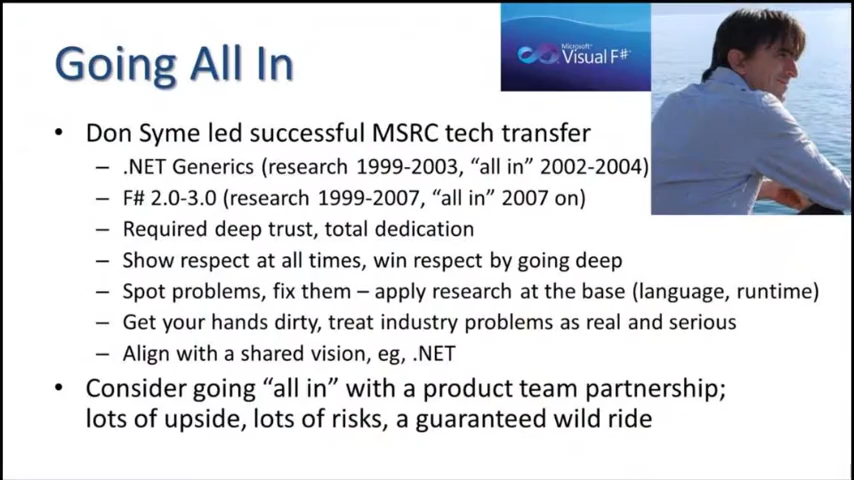 Going All In
Microsoft®
Visual F#
• Don Syme led successful MSRC tech transfer
– .NET Generics (research 1999-2003, “all in” 2002-2004)
– F# 2.0-3.0 (research 1999-2007, “all in” 2007 on)
– Required deep trust, total dedication
– Show respect at all times, win respect by going deep
– Spot problems, fix them – apply research at the base (language, runtime)
– Get your hands dirty, treat industry problems as real and serious
– Align with a shared vision, eg, .NET
• Consider going “all in” with a product team partnership;
lots of upside, lots of risks, a guaranteed wild ride